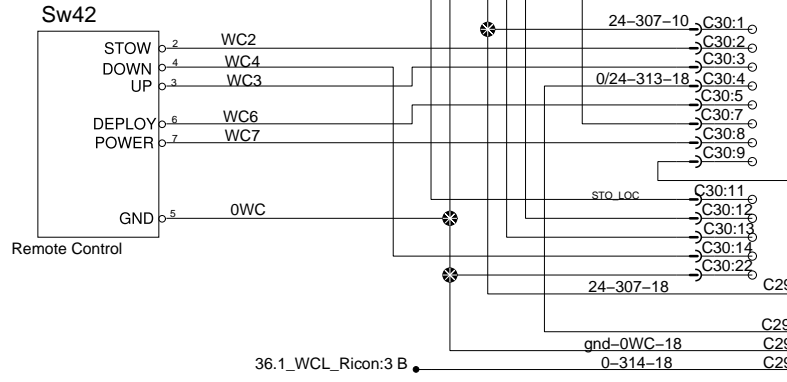 Sw42
STOW 2 WC2
DOWN 4 WC4
UP 3 WC3
DEPLOY 6 WC6
POWER 7 WC7
GND 5 0WC
Remote Control
24-307-10 C30:1
C30:2
C30:3
0/24-313-18 C30:4
C30:5
C30:7
C30:8
C30:9
STO_LOC C30:11
C30:12
C30:13
C30:14
C30:22
24-307-18 C29
C29
gnd-0WC-18 C29
36.1_WCL_Ricon:3 B 0-314-18 C29